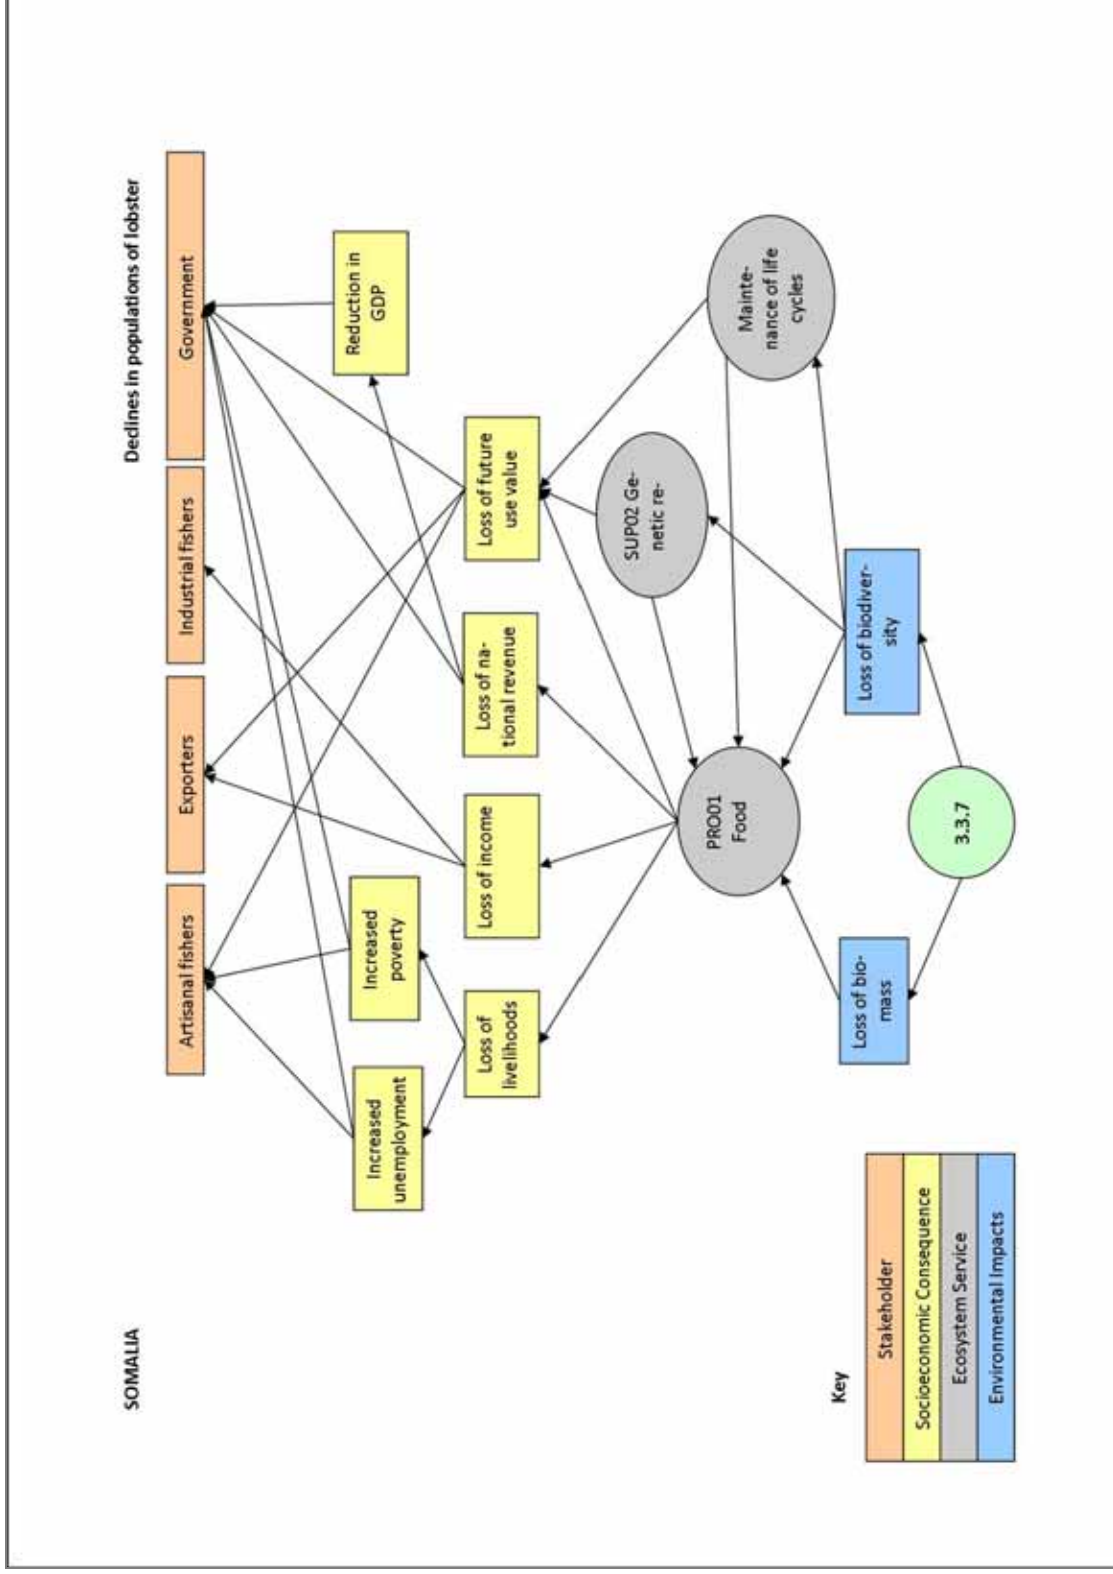 SOMALIA
Declines in populations of lobster
Artisanal fishers
Exporters
Industrial fishers
Government
Increased
unemployment
Increased
poverty
Reduction in
GDP
Loss of
livelihoods
Loss of income
Loss of na-
tional revenue
Loss of future
use value
PRO01
Food
SUP02 Ge-
netic re-
Mainte-
nance of life
cycles
Loss of bio-
mass
Loss of biodiver-
sity
3.3.7
Key
Stakeholder
Socioeconomic Consequence
Ecosystem Service
Environmental Impacts